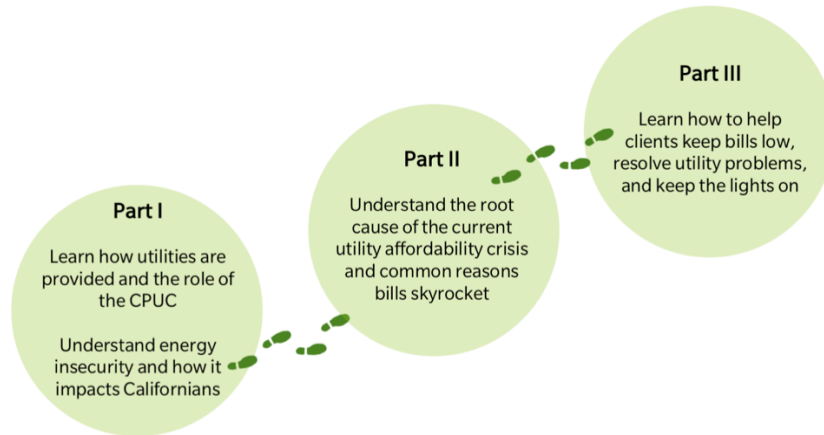 Part I
Learn how utilities are
provided and the role of
the CPUC
Understand energy
insecurity and how it
impacts Californians
Part II
Understand the root
cause of the current
utility affordability crisis
and common reasons
bills skyrocket
Part III
Learn how to help
clients keep bills low,
resolve utility problems,
and keep the lights on